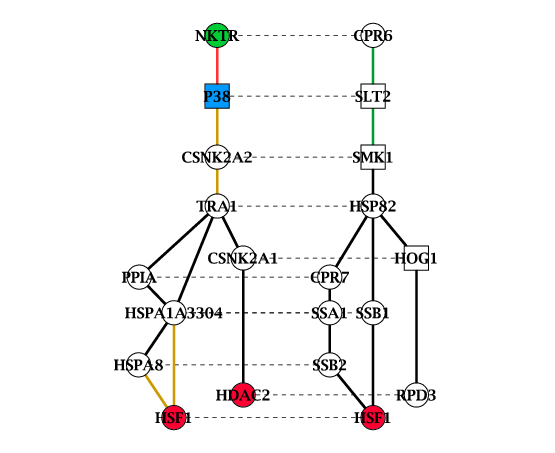 NKTR CPR6
P38 SLT2
CSNK2A2 SMK1
TRA1 HSP82
CSNK2A1 HOG1
PPIA CPR7
HSPA1A3304 SSA1 SSB1
HSPA8 SSB2
HDAC2 RPD3
HSF1 HSF1